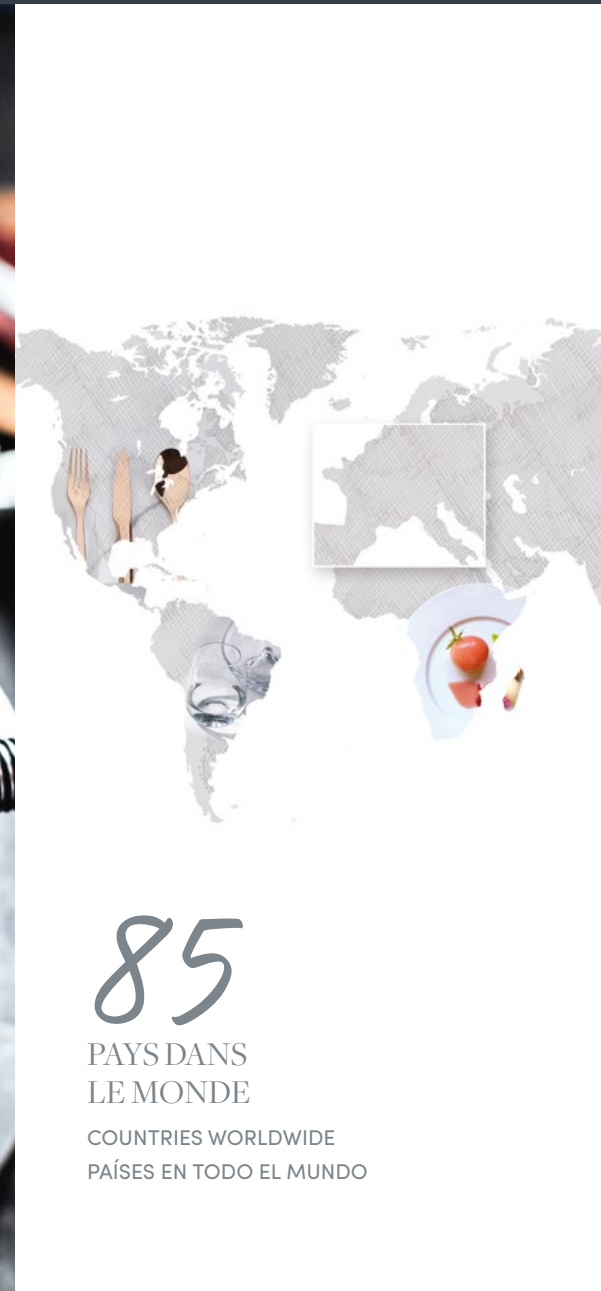 85
PAYS DANS
LE MONDE
COUNTRIES WORLDWIDE
PAÍSES EN TODO EL MUNDO